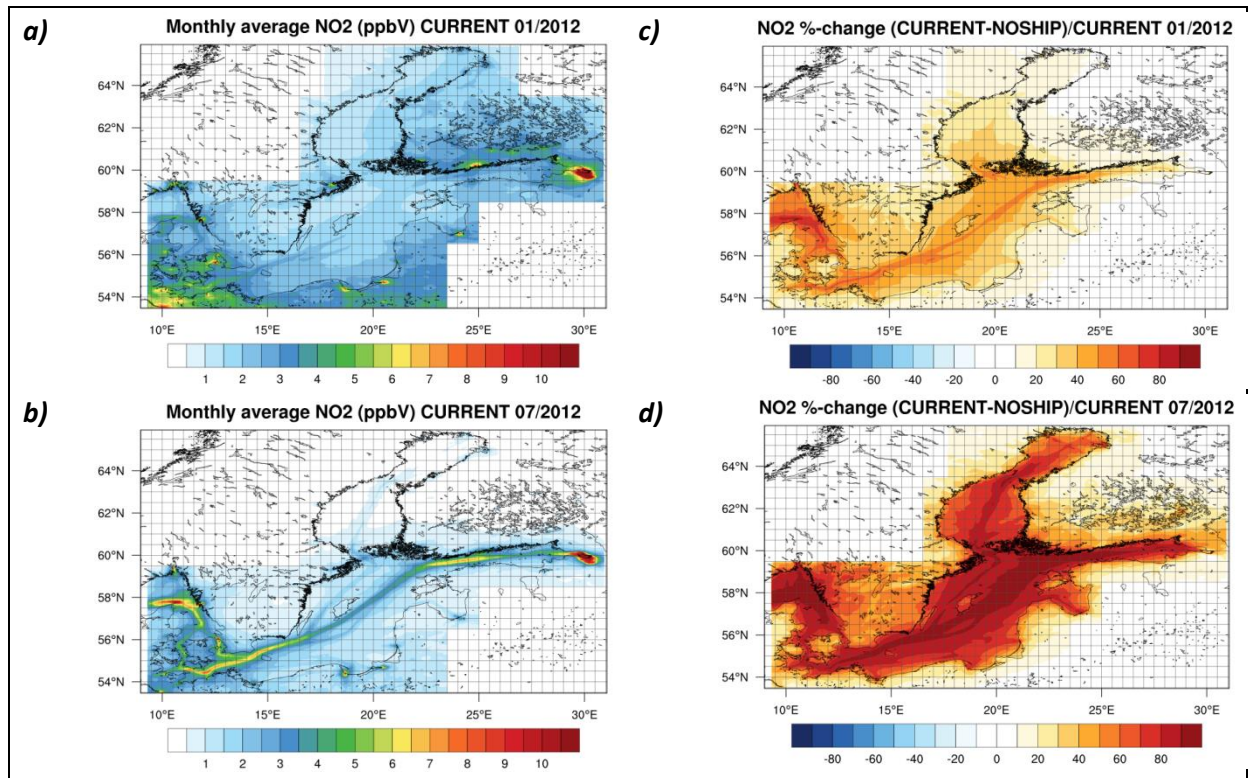 a)
Monthly average NO2 (ppbV) CURRENT 01/2012
64°N
62°N
60°N
58°N
56°N
54°N
10°E 15°E 20°E 25°E 30°E
1 2 3 4 5 6 7 8 9 10
c)
NO2 %-change (CURRENT-NOSHIP)/CURRENT 01/2012
64°N
62°N
60°N
58°N
56°N
54°N
10°E 15°E 20°E 25°E 30°E
-80 -60 -40 -20 0 20 40 60 80
b)
Monthly average NO2 (ppbV) CURRENT 07/2012
64°N
62°N
60°N
58°N
56°N
54°N
10°E 15°E 20°E 25°E 30°E
1 2 3 4 5 6 7 8 9 10
d)
NO2 %-change (CURRENT-NOSHIP)/CURRENT 07/2012
64°N
62°N
60°N
58°N
56°N
54°N
10°E 15°E 20°E 25°E 30°E
-80 -60 -40 -20 0 20 40 60 80